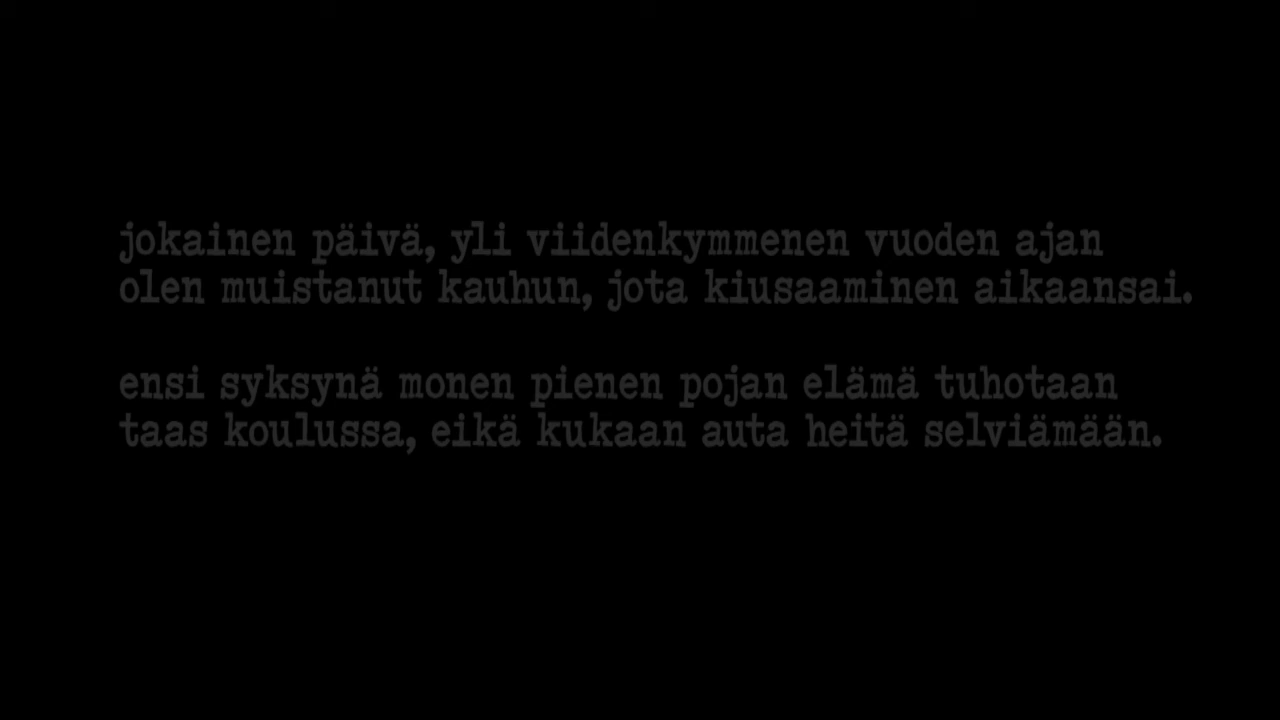 jokainen päivä, yli viidenkymmenen vuoden ajan
olen muistanut kauhun, jota kiusaaminen aikaansai.
ensi syksynä monen pienen pojan elämä tuhotaan
taas koulussa, eikä kukaan auta heitä selviämään.